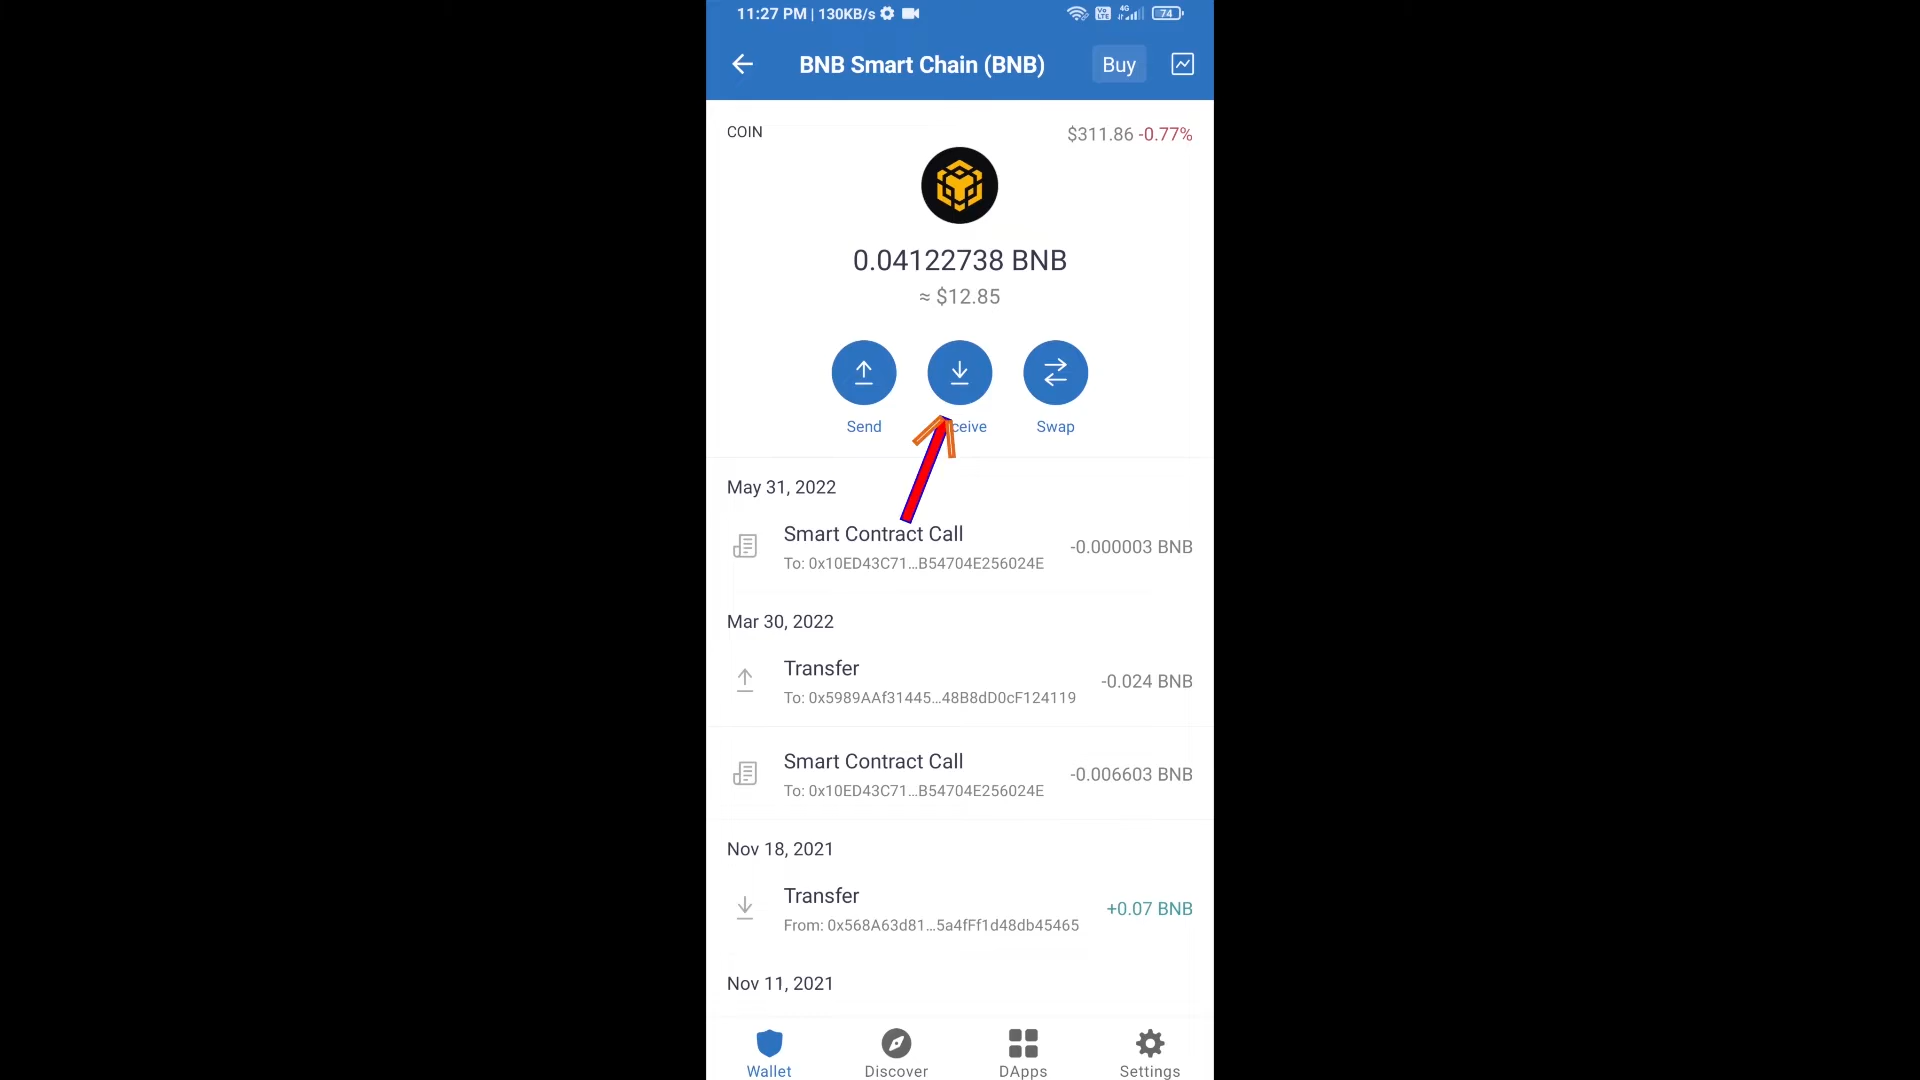 11:27 PM | 130KB/s
4G
74
BNB Smart Chain (BNB)
Buy
COIN
$311.86 -0.77%
0.04122738 BNB
≈ $12.85
Send
ceive
Swap
May 31, 2022
Smart Contract Call
-0.000003 BNB
To: 0x10ED43C71...B54704E256024E
Mar 30, 2022
Transfer
-0.024 BNB
To: 0x5989AAf31445...48B8dD0cF124119
Smart Contract Call
-0.006603 BNB
To: 0x10ED43C71...B54704E256024E
Nov 18, 2021
Transfer
+0.07 BNB
From: 0x568A63d81...5a4fFf1d48db45465
Nov 11, 2021
Wallet
Discover
DApps
Settings